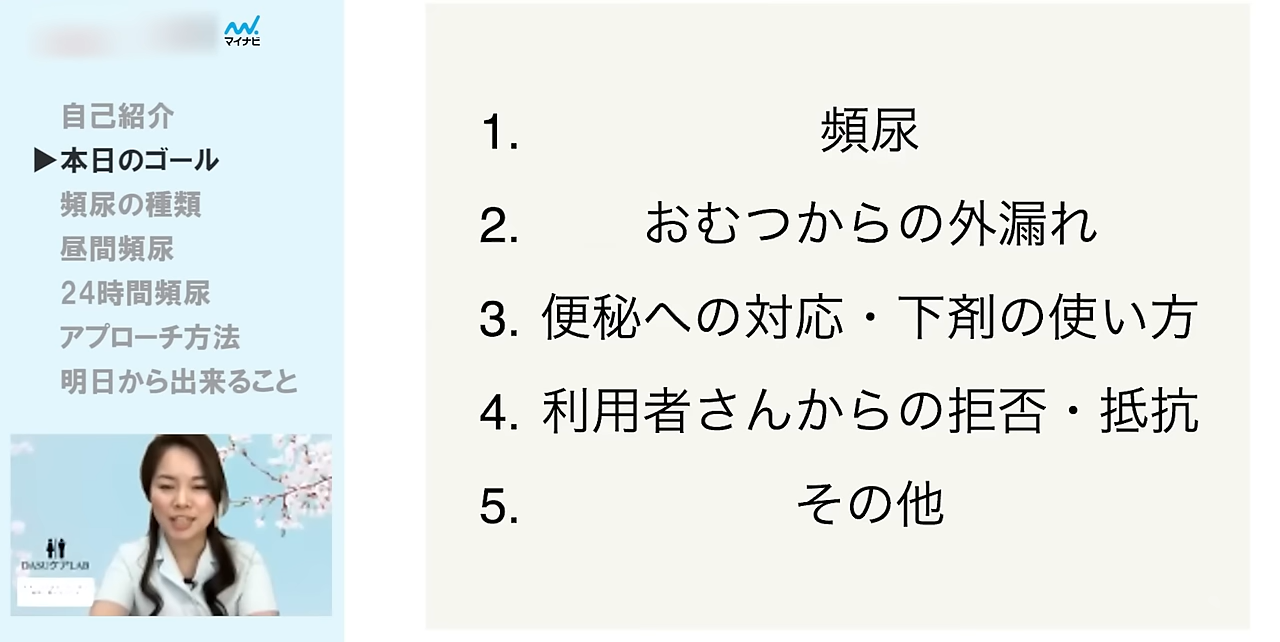 マイナビ
自己紹介
▶本日のゴール
頻尿の種類
昼間頻尿
24時間頻尿
アプローチ方法
明日から出来ること
DASUケアLAB
1. 頻尿
2. おむつからの外漏れ
3. 便秘への対応・下剤の使い方
4. 利用者さんからの拒否・抵抗
5. その他